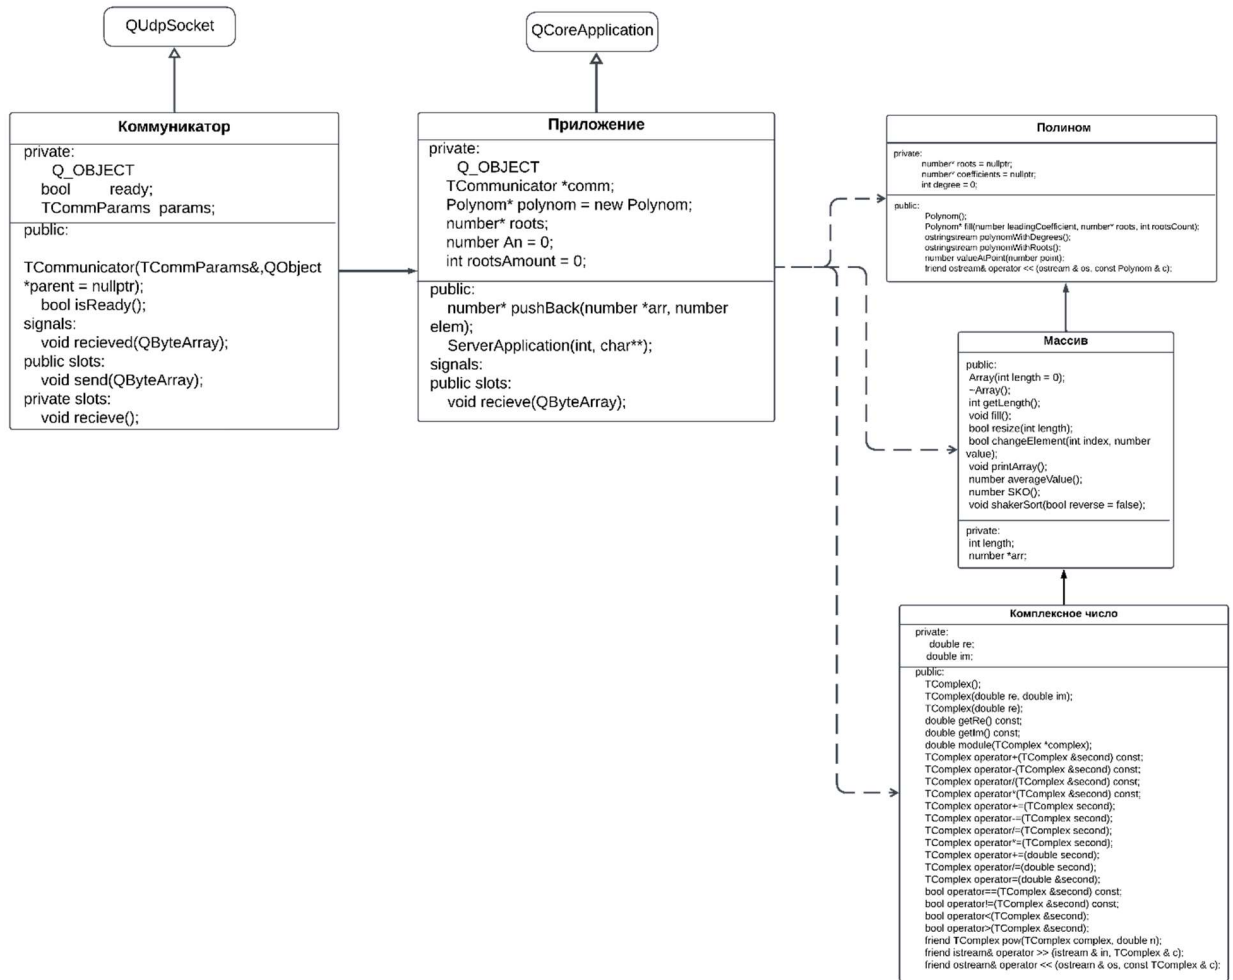 QUdpSocket
QCoreApplication
Коммуникатор
private:
Q_OBJECT
bool ready;
TCommParams params;
public:
TCommunicator(TCommParams&,QObject
*parent = nullptr);
bool isReady();
signals:
void recieved(QByteArray);
public slots:
void send(QByteArray);
private slots:
void recieve();
Приложение
private:
Q_OBJECT
TCommunicator *comm;
Polynom* polynom = new Polynom;
number* roots;
number An = 0;
int rootsAmount = 0;
public:
number* pushBack(number *arr, number
elem);
ServerApplication(int, char**);
signals:
public slots:
void recieve(QByteArray);
Полином
private:
number* roots = nullptr;
number* coefficients = nullptr;
int degree = 0;
public:
Polynom();
Polynom* fill(number leadingCoefficient, number* roots, int rootsCount);
ostringstream polynomWithDegrees();
ostringstream polynomWithRoots();
number valueAtPoint(number point);
friend ostream& operator << (ostream & os, const Polynom & c);
Массив
public:
Array(int length = 0);
~Array();
int getLength();
void fill();
bool resize(int length);
bool changeElement(int index, number
value);
void printArray();
number averageValue();
number SKO();
void shakerSort(bool reverse = false);
private:
int length;
number *arr;
Комплексное число
private:
double re;
double im;
public:
TComplex();
TComplex(double re, double im);
TComplex(double re);
double getRe() const;
double getIm() const;
double module(TComplex *complex);
TComplex operator+(TComplex &second) const;
TComplex operator-(TComplex &second) const;
TComplex operator/(TComplex &second) const;
TComplex operator*(TComplex &second) const;
TComplex operator+=(TComplex second);
TComplex operator-=(TComplex second);
TComplex operator/=(TComplex second);
TComplex operator*=(TComplex second);
TComplex operator+=(double second);
TComplex operator/=(double second);
TComplex operator=(double &second);
bool operator==(TComplex &second) const;
bool operator!=(TComplex &second) const;
bool operator<(TComplex &second);
bool operator>(TComplex &second);
friend TComplex pow(TComplex complex, double n);
friend istream& operator >> (istream & in, TComplex & c);
friend ostream& operator << (ostream & os, const TComplex & c);